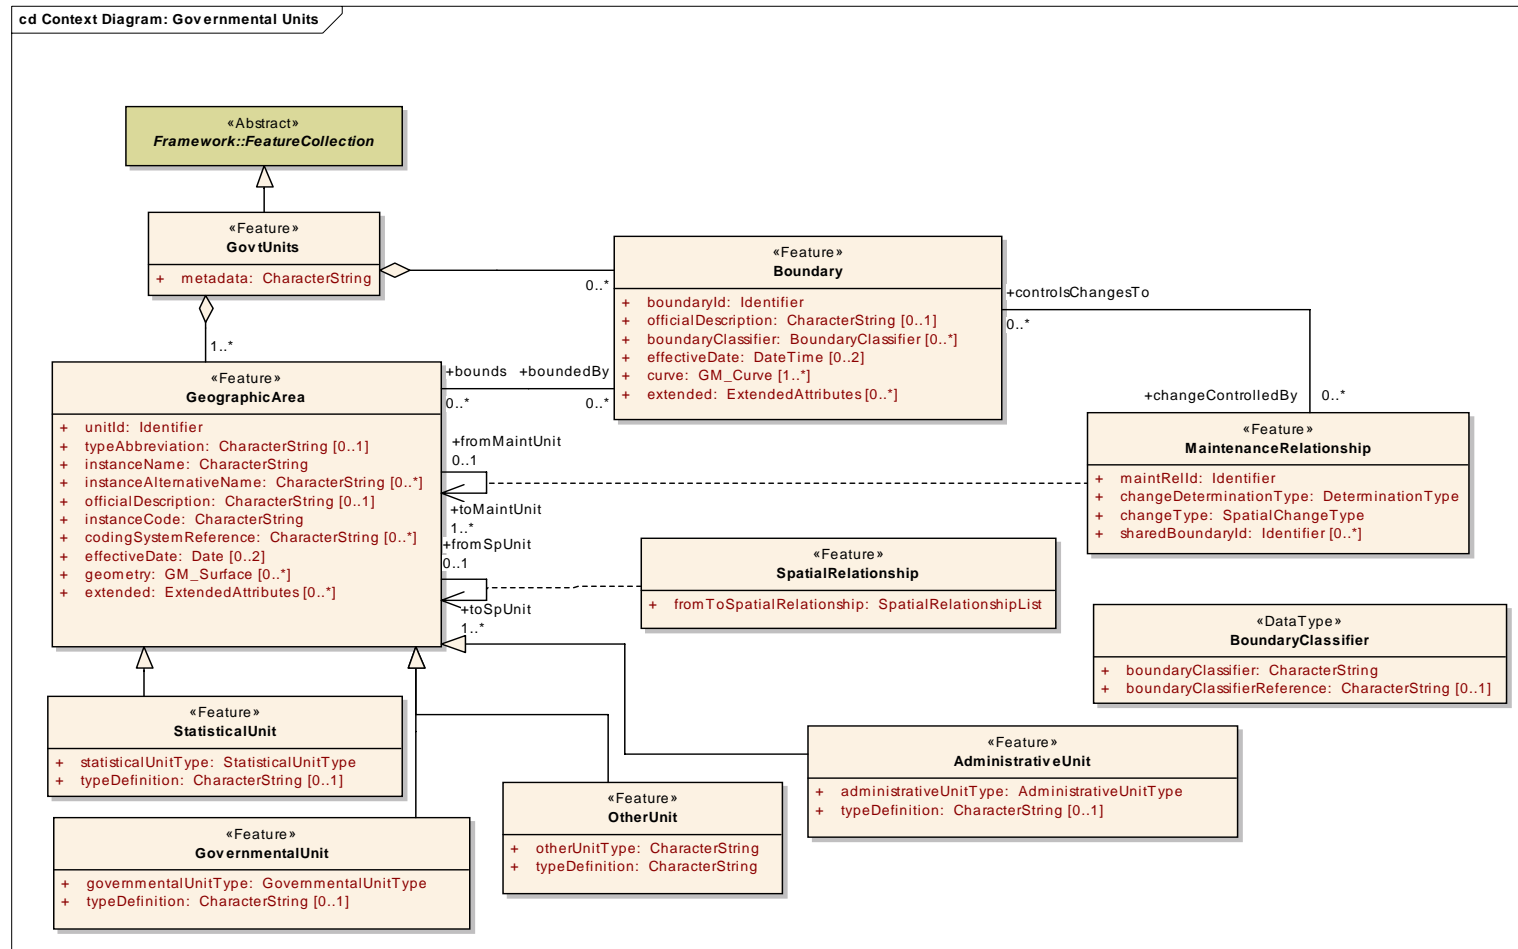 cd Context Diagram: Governmental Units
«Abstract»
Framework::FeatureCollection
«Feature»
GovtUnits
+ metadata: CharacterString
0..*
1..*
«Feature»
Boundary
+ boundaryId: Identifier
+ officialDescription: CharacterString [0..1]
+ boundaryClassifier: BoundaryClassifier [0..*]
+ effectiveDate: DateTime [0..2]
+ curve: GM_Curve [1..*]
+ extended: ExtendedAttributes [0..*]
+controlsChangesTo
0..*
+changeControlledBy
0..*
«Feature»
GeographicArea
+ unitId: Identifier
+ typeAbbreviation: CharacterString [0..1]
+ instanceName: CharacterString
+ instanceAlternativeName: CharacterString [0..*]
+ officialDescription: CharacterString [0..1]
+ instanceCode: CharacterString
+ codingSystemReference: CharacterString [0..*]
+ effectiveDate: Date [0..2]
+ geometry: GM_Surface [0..*]
+ extended: ExtendedAttributes [0..*]
+bounds +boundedBy
0..* 0..*
+fromMaintUnit
0..1
+toMaintUnit
1..*
+fromSpUnit
0..1
+toSpUnit
1..*
«Feature»
MaintenanceRelationship
+ maintRelId: Identifier
+ changeDeterminationType: DeterminationType
+ changeType: SpatialChangeType
+ sharedBoundaryId: Identifier [0..*]
«Feature»
SpatialRelationship
+ fromToSpatialRelationship: SpatialRelationshipList
«DataType»
BoundaryClassifier
+ boundaryClassifier: CharacterString
+ boundaryClassifierReference: CharacterString [0..1]
«Feature»
StatisticalUnit
+ statisticalUnitType: StatisticalUnitType
+ typeDefinition: CharacterString [0..1]
«Feature»
AdministrativeUnit
+ administrativeUnitType: AdministrativeUnitType
+ typeDefinition: CharacterString [0..1]
«Feature»
OtherUnit
+ otherUnitType: CharacterString
+ typeDefinition: CharacterString
«Feature»
GovernmentalUnit
+ governmentalUnitType: GovernmentalUnitType
+ typeDefinition: CharacterString [0..1]